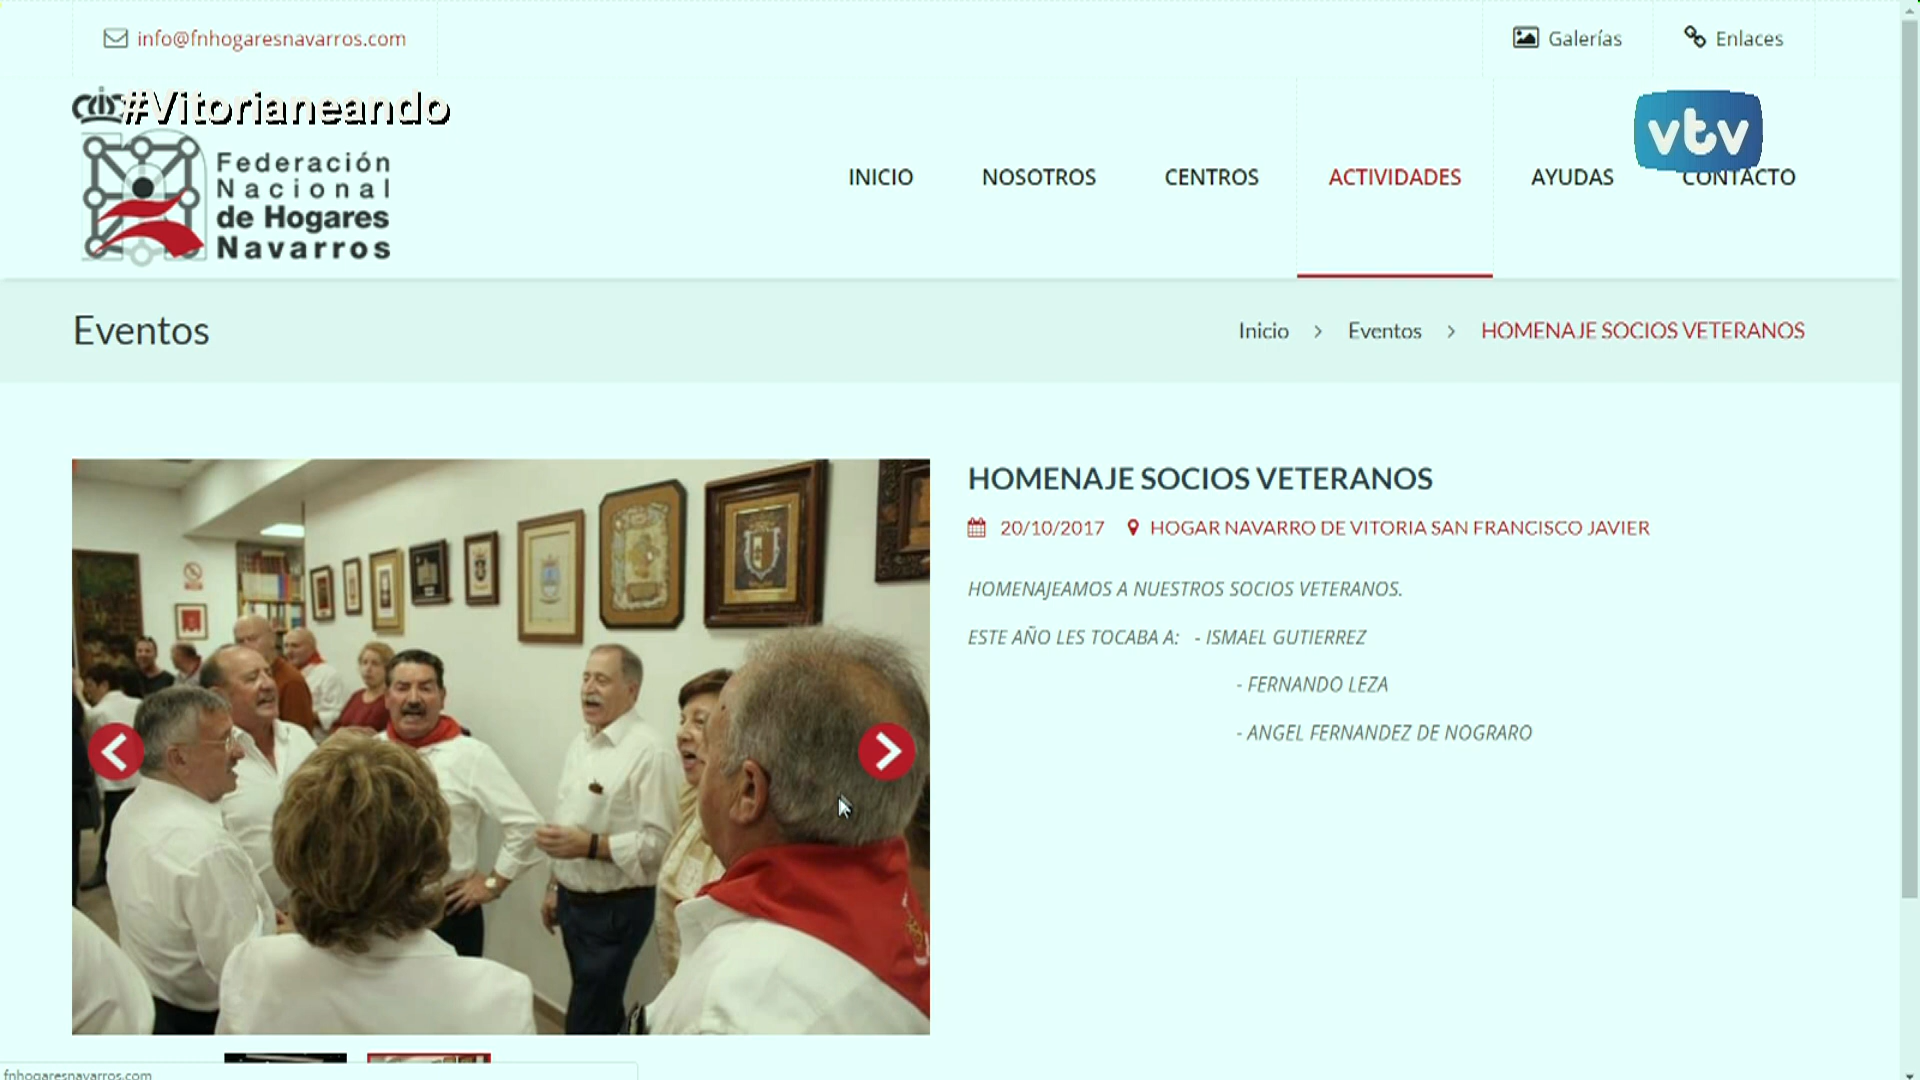 info@fnhogaresnavarros.com
Galerías
Enlaces
#Vitorianeando
vtv
Federación
Nacional
de Hogares
Navarros
INICIO
NOSOTROS
CENTROS
ACTIVIDADES
AYUDAS
CONTACTO
Eventos
Inicio > Eventos > HOMENAJE SOCIOS VETERANOS
HOMENAJE SOCIOS VETERANOS
20/10/2017 HOGAR NAVARRO DE VITORIA SAN FRANCISCO JAVIER
HOMENAJEAMOS A NUESTROS SOCIOS VETERANOS.
ESTE AÑO LES TOCABA A: - ISMAEL GUTIERREZ
- FERNANDO LEZA
- ANGEL FERNANDEZ DE NOGRARO
fnhogaresnavarros.com